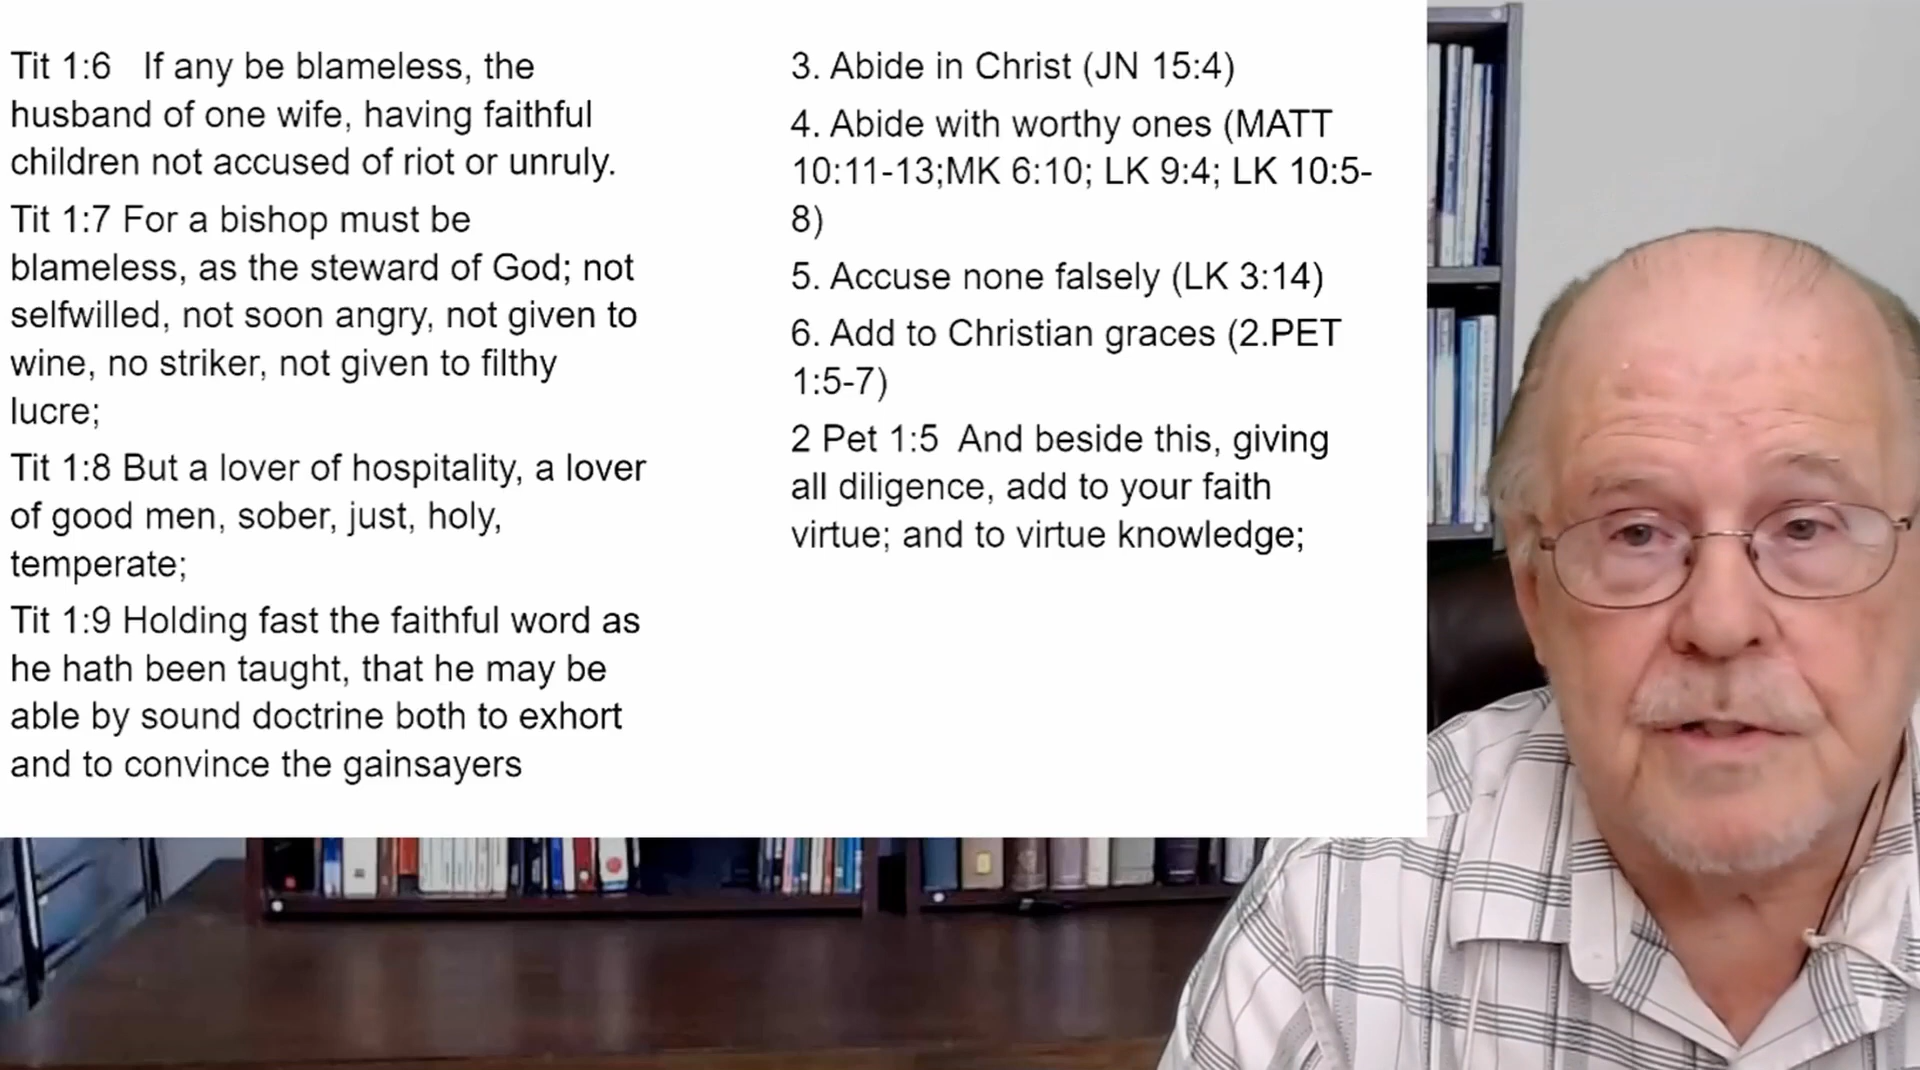 Tit 1:6   If any be blameless, the
husband of one wife, having faithful
children not accused of riot or unruly.
Tit 1:7 For a bishop must be
blameless, as the steward of God; not
selfwilled, not soon angry, not given to
wine, no striker, not given to filthy
lucre;
Tit 1:8 But a lover of hospitality, a lover
of good men, sober, just, holy,
temperate;
Tit 1:9 Holding fast the faithful word as
he hath been taught, that he may be
able by sound doctrine both to exhort
and to convince the gainsayers
3. Abide in Christ (JN 15:4)
4. Abide with worthy ones (MATT
10:11-13;MK 6:10; LK 9:4; LK 10:5-
8)
5. Accuse none falsely (LK 3:14)
6. Add to Christian graces (2.PET
1:5-7)
2 Pet 1:5  And beside this, giving
all diligence, add to your faith
virtue; and to virtue knowledge;